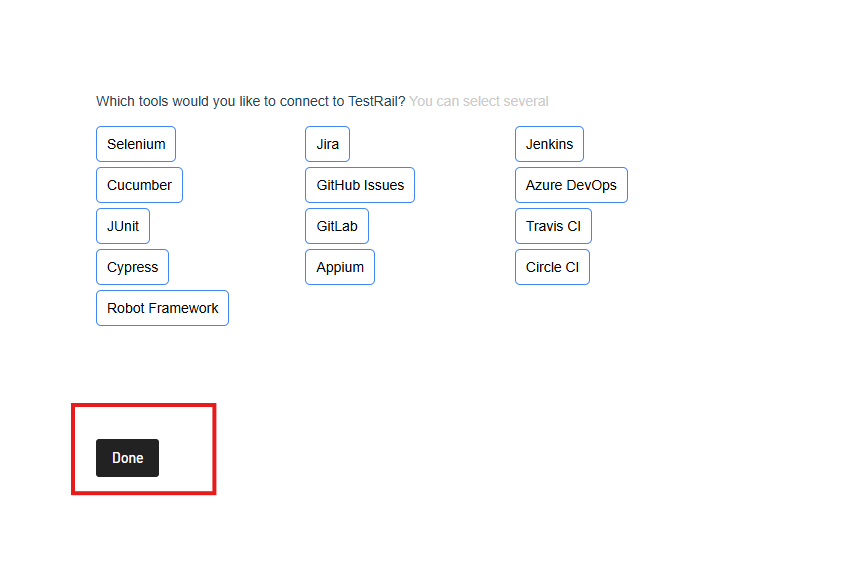 Which tools would you like to connect to TestRail? You can select several
Selenium
Jira
Jenkins
Cucumber
GitHub Issues
Azure DevOps
JUnit
GitLab
Travis CI
Cypress
Appium
Circle CI
Robot Framework
Done